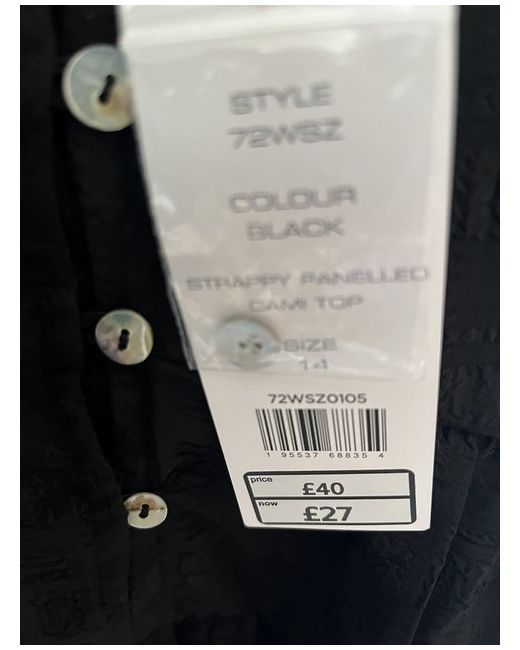 STYLE
72WSZ
COLOUR
BLACK
STRAPPY PANELLED
CAMI TOP
SIZE
14
72WSZ0105
1 95537 68835 4
price £40
now £27